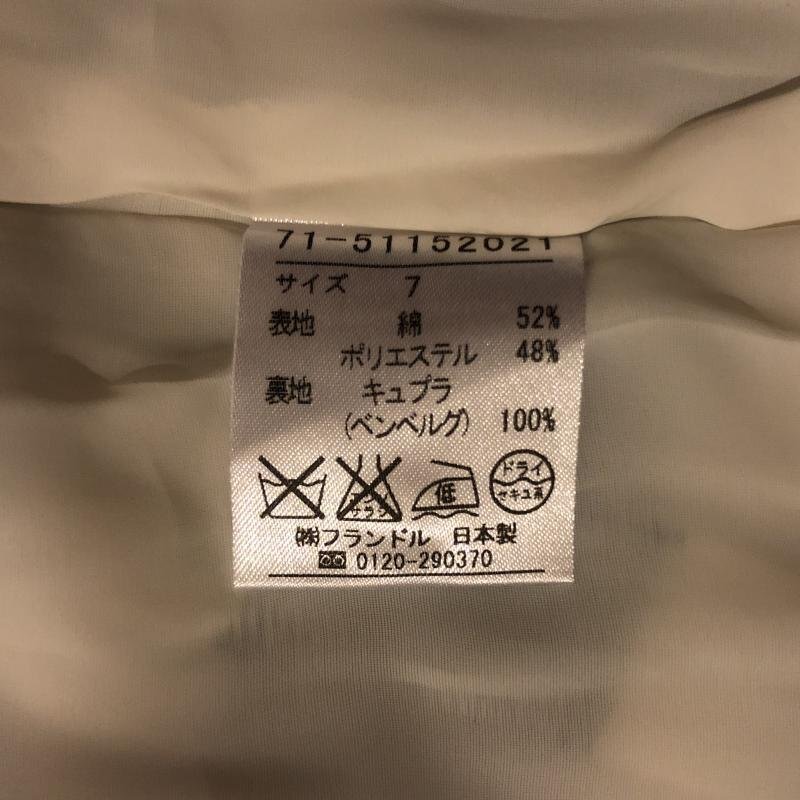 71-51152021
サイズ 7
表地 綿 52%
ポリエステル 48%
裏地 キュプラ
(ベンベルグ) 100%
低 ドライ
セキユ系
㈱フランドル 日本製
0120-290370